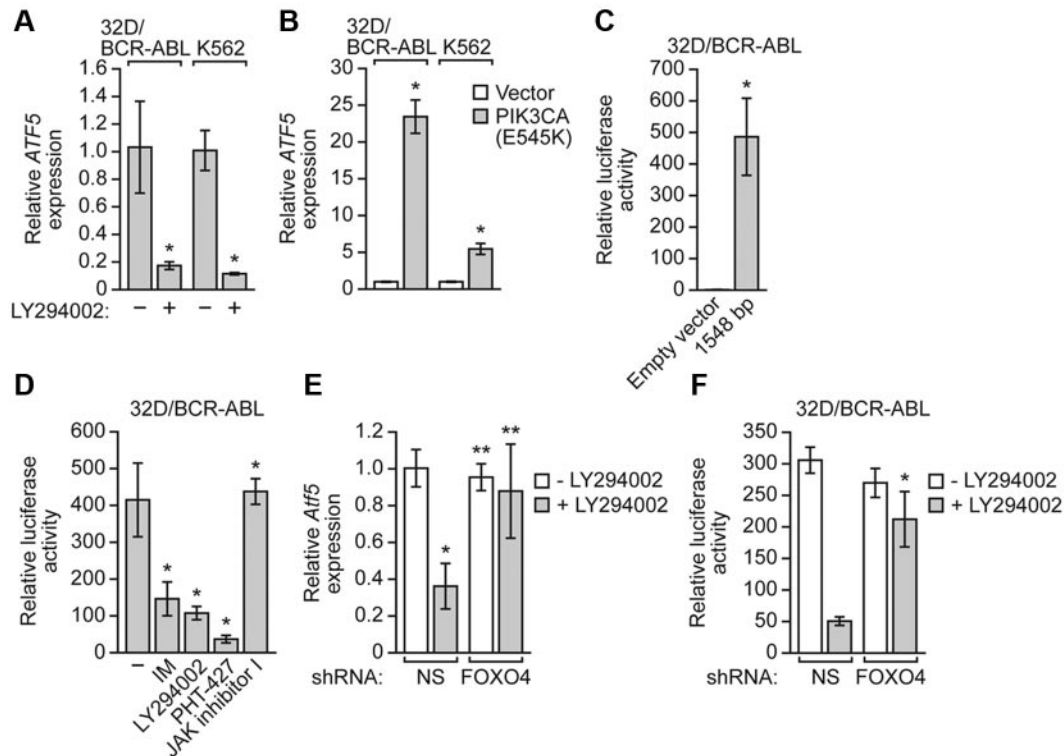 A
32D/
BCR-ABL K562
1.6
1.4
1.2
1.0
0.8
0.6
0.4
0.2
0
Relative ATF5
expression
*
*
LY294002: – + – +
B
32D/
BCR-ABL K562
30
25
20
15
10
5
0
Relative ATF5
expression
*
*
Vector
PIK3CA
(E545K)
C
32D/BCR-ABL
700
600
500
400
300
200
100
0
Relative luciferase
activity
*
Empty vector
1548 bp
D
32D/BCR-ABL
600
500
400
300
200
100
0
Relative luciferase
activity
*
*
*
*
–
IM
LY294002
PHT-427
JAK inhibitor I
E
1.2
1.0
0.8
0.6
0.4
0.2
0
Relative Atf5
expression
*
**
**
- LY294002
+ LY294002
shRNA: NS FOXO4
F
32D/BCR-ABL
350
300
250
200
150
100
50
0
Relative luciferase
activity
*
- LY294002
+ LY294002
shRNA: NS FOXO4